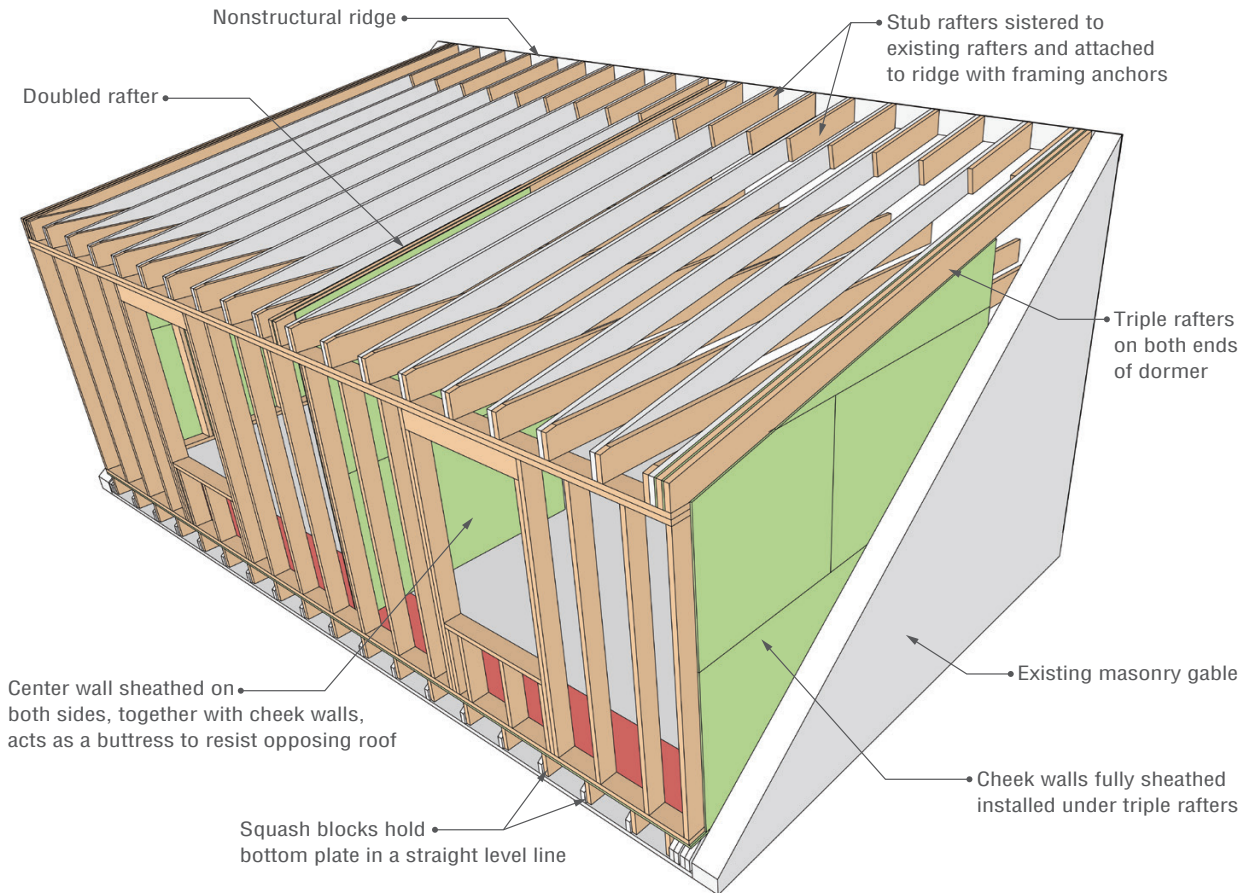 Nonstructural ridge
Stub rafters sistered to
existing rafters and attached
to ridge with framing anchors
Doubled rafter
Triple rafters
on both ends
of dormer
Existing masonry gable
Center wall sheathed on
both sides, together with cheek walls,
acts as a buttress to resist opposing roof
Cheek walls fully sheathed
installed under triple rafters
Squash blocks hold
bottom plate in a straight level line